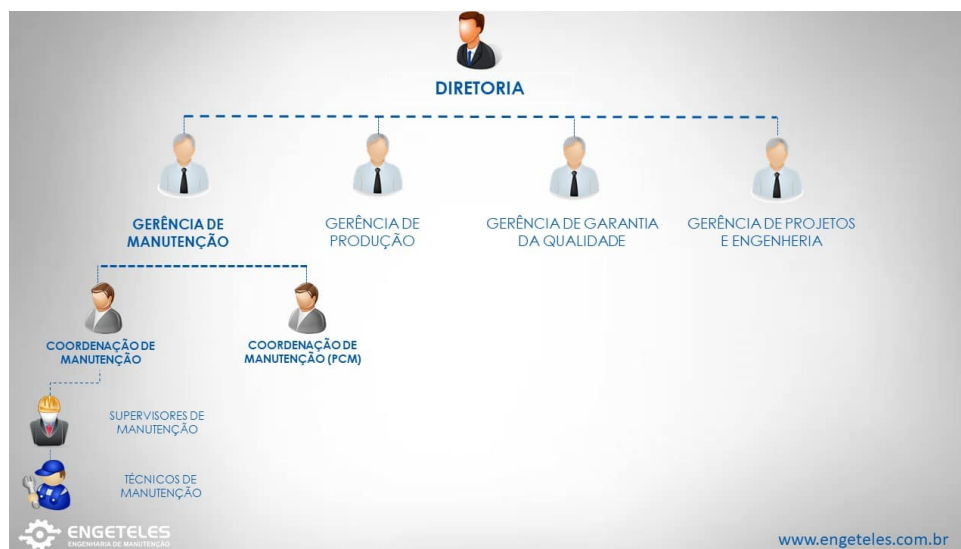 DIRETORIA
GERÊNCIA DE
MANUTENÇÃO
GERÊNCIA DE
PRODUÇÃO
GERÊNCIA DE GARANTIA
DA QUALIDADE
GERÊNCIA DE PROJETOS
E ENGENHERIA
COORDENAÇÃO DE
MANUTENÇÃO
COORDENAÇÃO DE
MANUTENÇÃO (PCM)
SUPERVISORES DE
MANUTENÇÃO
TÉCNICOS DE
MANUTENÇÃO
ENGETELES
ENGENHARIA DE MANUTENÇÃO
www.engeteles.com.br